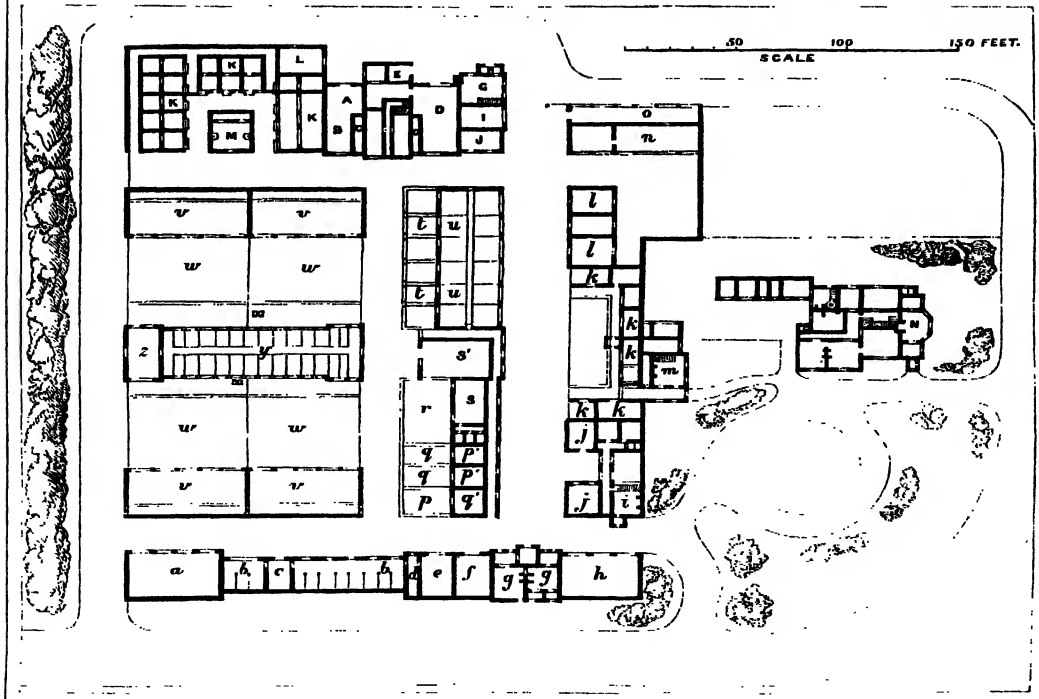 50 100 150 FEET.
SCALE
K L E G
A D
K K I
M B J
o
n
v v t u l
w w l
t u k
z y s' k N
k m
r s
w w k k
j
q p'
q p'
v v p q' j i
a b c b d e f g g h